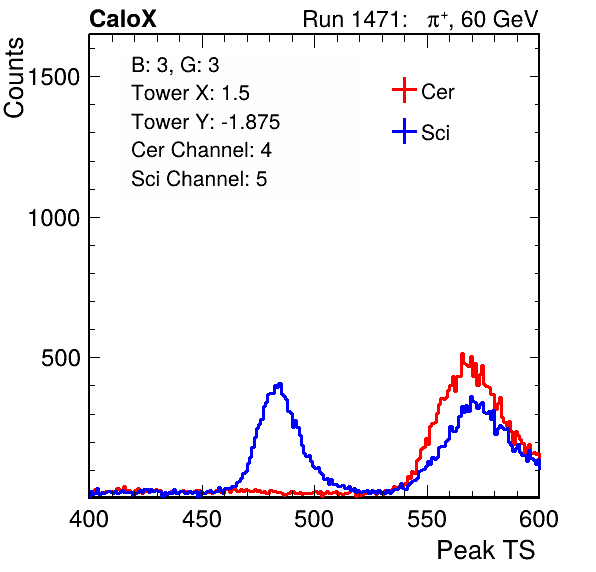 CaloX Run 1471: π⁺, 60 GeV
Counts
B: 3, G: 3
Tower X: 1.5
Tower Y: -1.875
Cer Channel: 4
Sci Channel: 5
Cer
Sci
1500
1000
500
400 450 500 550 600
Peak TS